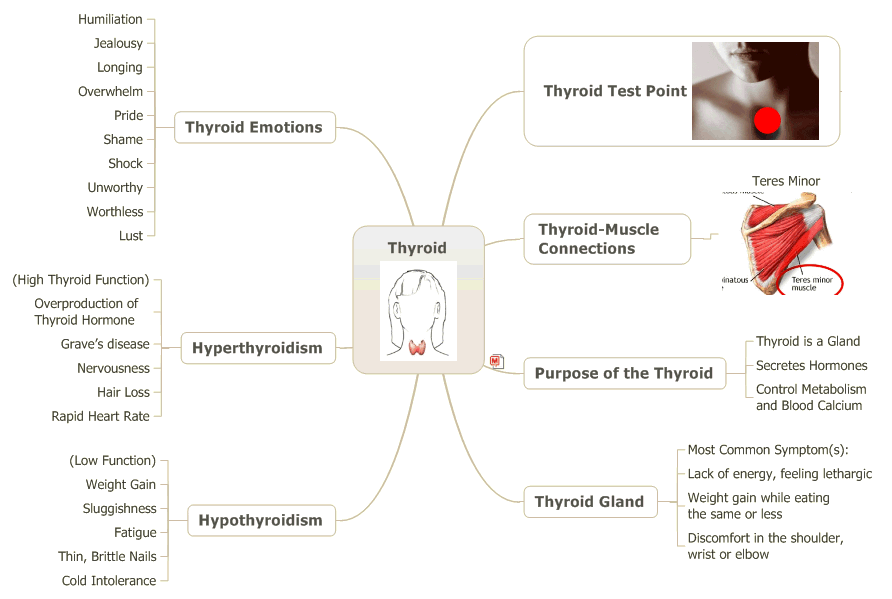 Humiliation
Jealousy
Longing
Overwhelm
Pride
Shame
Shock
Unworthy
Worthless
Lust
Thyroid Emotions
(High Thyroid Function)
Overproduction of
Thyroid Hormone
Grave's disease
Nervousness
Hair Loss
Rapid Heart Rate
Hyperthyroidism
(Low Function)
Weight Gain
Sluggishness
Fatigue
Thin, Brittle Nails
Cold Intolerance
Hypothyroidism
Thyroid
M
Thyroid Test Point
Thyroid-Muscle
Connections
Teres Minor
Teres minor
muscle
Purpose of the Thyroid
Thyroid is a Gland
Secretes Hormones
Control Metabolism
and Blood Calcium
Thyroid Gland
Most Common Symptom(s):
Lack of energy, feeling lethargic
Weight gain while eating
the same or less
Discomfort in the shoulder,
wrist or elbow